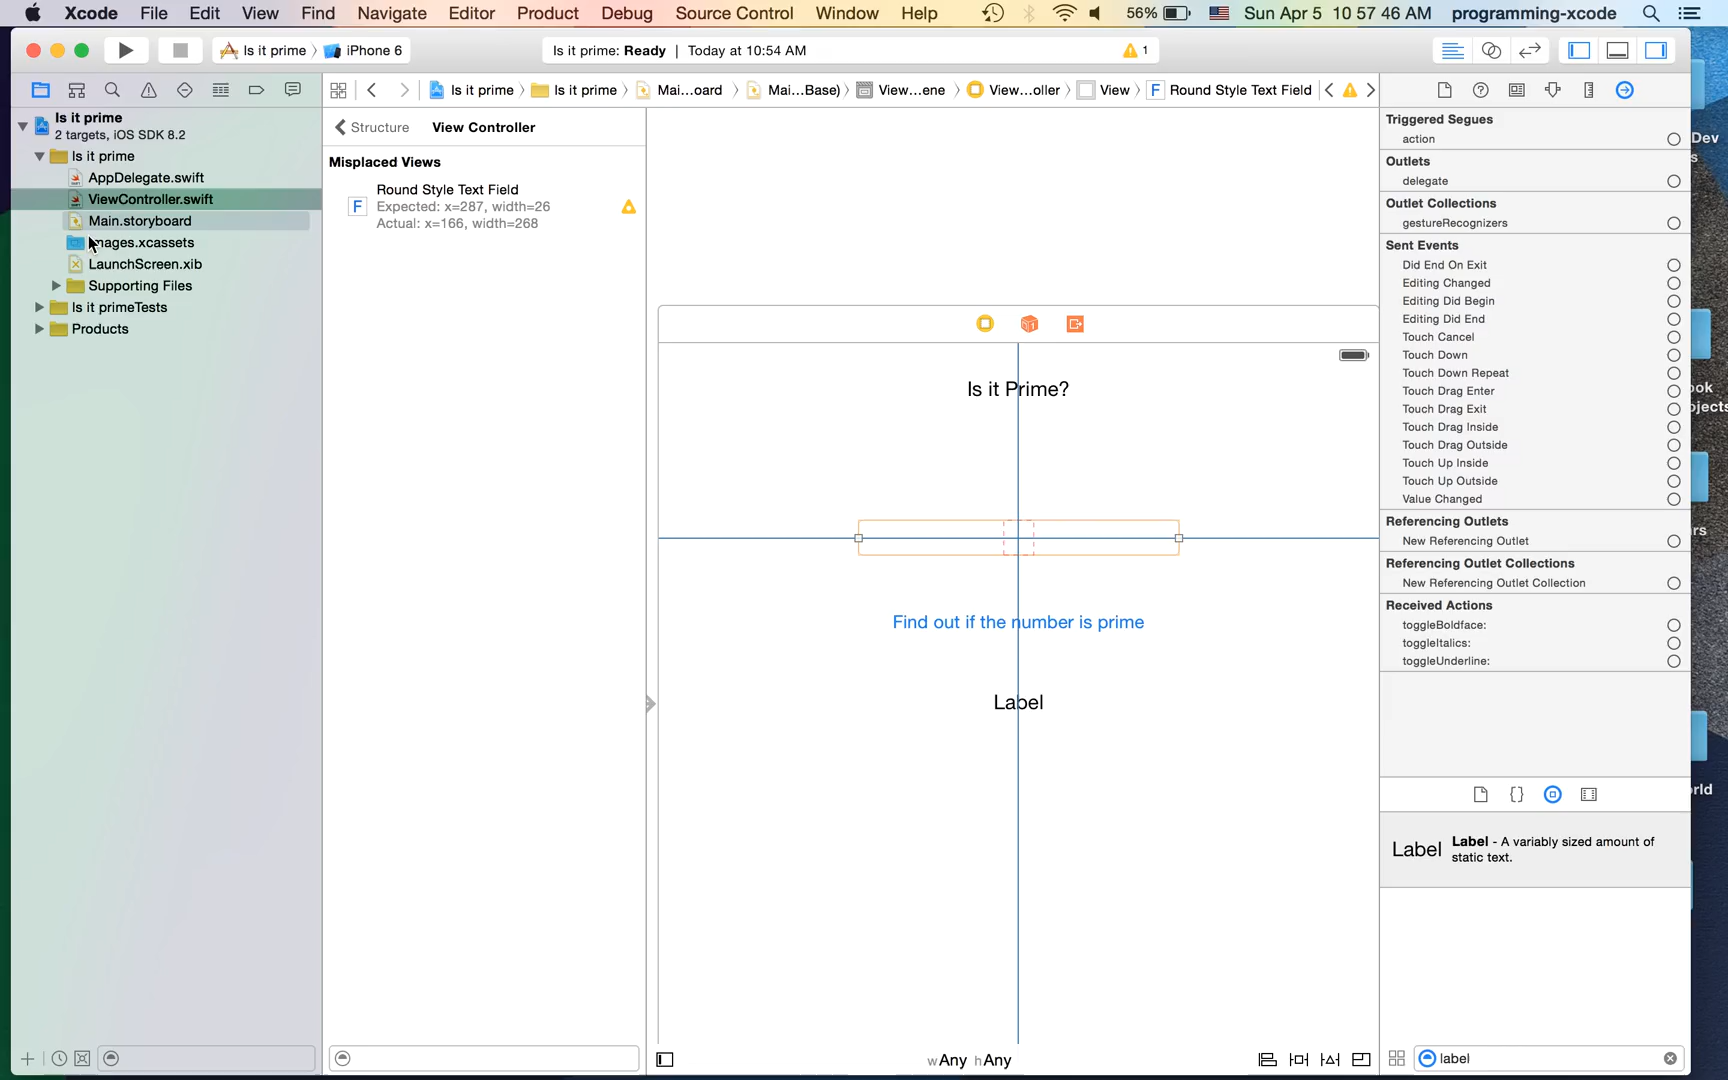 Xcode File Edit View Find Navigate Editor Product Debug Source Control Window Help 56% Sun Apr 5 10 57 46 AM programming-xcode
Is it prime iPhone 6 Is it prime: Ready | Today at 10:54 AM 1
Is it prime Is it prime Mai...oard Mai...Base) View...ene View...oller View F Round Style Text Field
Is it prime
2 targets, iOS SDK 8.2
Is it prime
AppDelegate.swift
ViewController.swift
Main.storyboard
mages.xcassets
LaunchScreen.xib
Supporting Files
Is it primeTests
Products
Structure View Controller
Misplaced Views
Round Style Text Field
F Expected: x=287, width=26
Actual: x=166, width=268
Is it Prime?
Find out if the number is prime
Label
wAny hAny
Triggered Segues
action
Outlets
delegate
Outlet Collections
gestureRecognizers
Sent Events
Did End On Exit
Editing Changed
Editing Did Begin
Editing Did End
Touch Cancel
Touch Down
Touch Down Repeat
Touch Drag Enter
Touch Drag Exit
Touch Drag Inside
Touch Drag Outside
Touch Up Inside
Touch Up Outside
Value Changed
Referencing Outlets
New Referencing Outlet
Referencing Outlet Collections
New Referencing Outlet Collection
Received Actions
toggleBoldface:
toggleItalics:
toggleUnderline:
Label Label - A variably sized amount of
static text.
label
Dev
s
ook
ojects
rs
rld